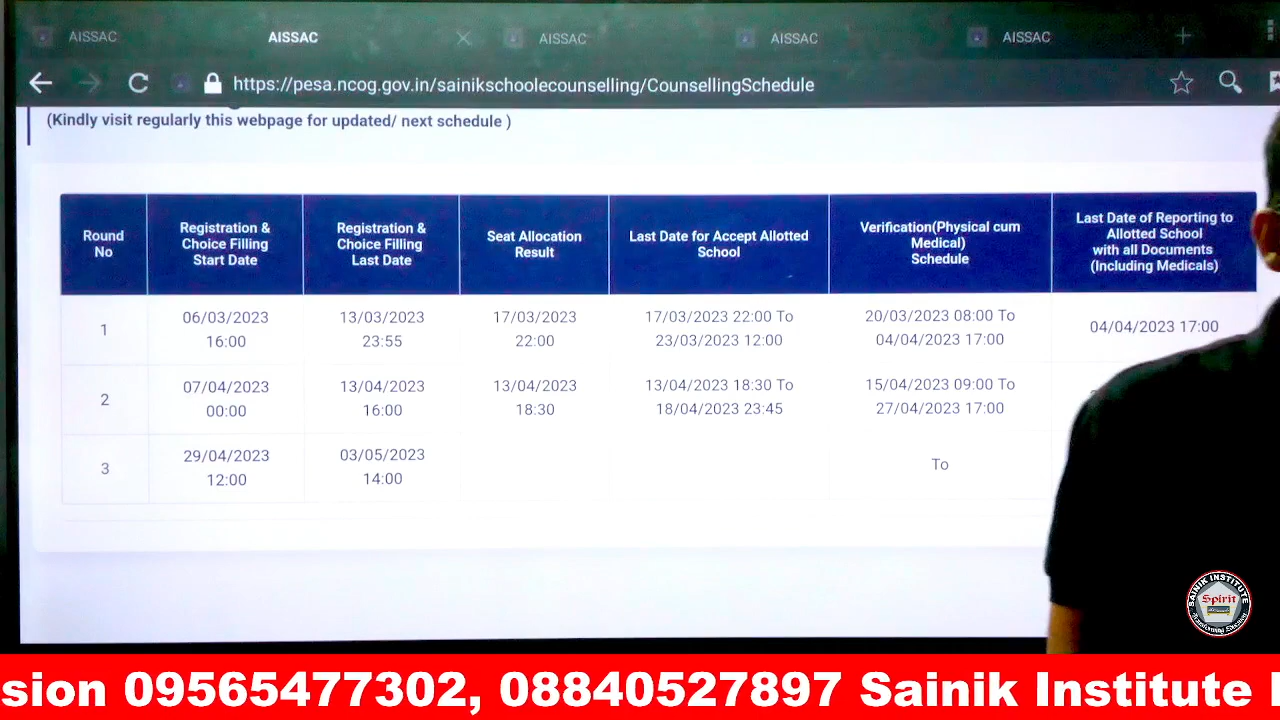 AISSAC AISSAC AISSAC AISSAC AISSAC
https://pesa.ncog.gov.in/sainikschoolecounselling/CounsellingSchedule
(Kindly visit regularly this webpage for updated/ next schedule )
Round
No
Registration &
Choice Filling
Start Date
Registration &
Choice Filling
Last Date
Seat Allocation
Result
Last Date for Accept Allotted
School
Verification(Physical cum
Medical)
Schedule
Last Date of Reporting to
Allotted School
with all Documents
(Including Medicals)
1
06/03/2023
16:00
13/03/2023
23:55
17/03/2023
22:00
17/03/2023 22:00 To
23/03/2023 12:00
20/03/2023 08:00 To
04/04/2023 17:00
04/04/2023 17:00
2
07/04/2023
00:00
13/04/2023
16:00
13/04/2023
18:30
13/04/2023 18:30 To
18/04/2023 23:45
15/04/2023 09:00 To
27/04/2023 17:00
3
29/04/2023
12:00
03/05/2023
14:00
To
SAINIK INSTITUTE
Spirit
sion 09565477302, 08840527897 Sainik Institute